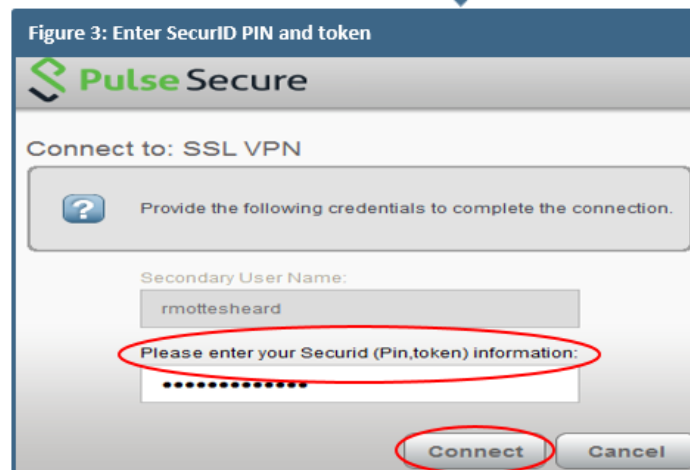 Figure 3: Enter SecurID PIN and token
Pulse Secure
Connect to: SSL VPN
Provide the following credentials to complete the connection.
Secondary User Name:
rmottesheard
Please enter your Securid (Pin,token) information:
Connect Cancel